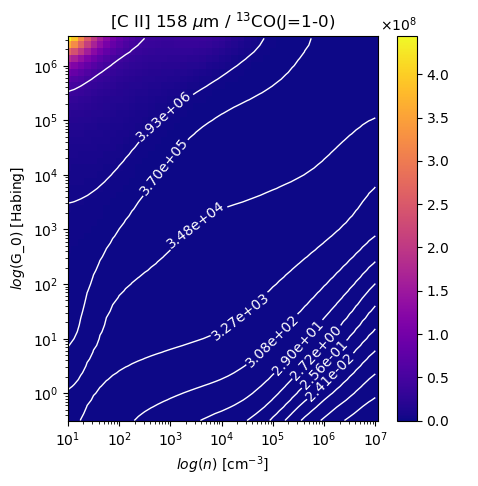 [C II] 158 μm / ¹³CO(J=1-0)
×10⁸
log(G_0) [Habing]
10⁶
10⁵
10⁴
10³
10²
10¹
10⁰
3.93e+06
3.70e+05
3.48e+04
3.27e+03
3.08e+02
2.90e+01
2.72e+00
2.56e-01
2.41e-02
4.0
3.5
3.0
2.5
2.0
1.5
1.0
0.5
0.0
10¹ 10² 10³ 10⁴ 10⁵ 10⁶ 10⁷
log(n) [cm⁻³]